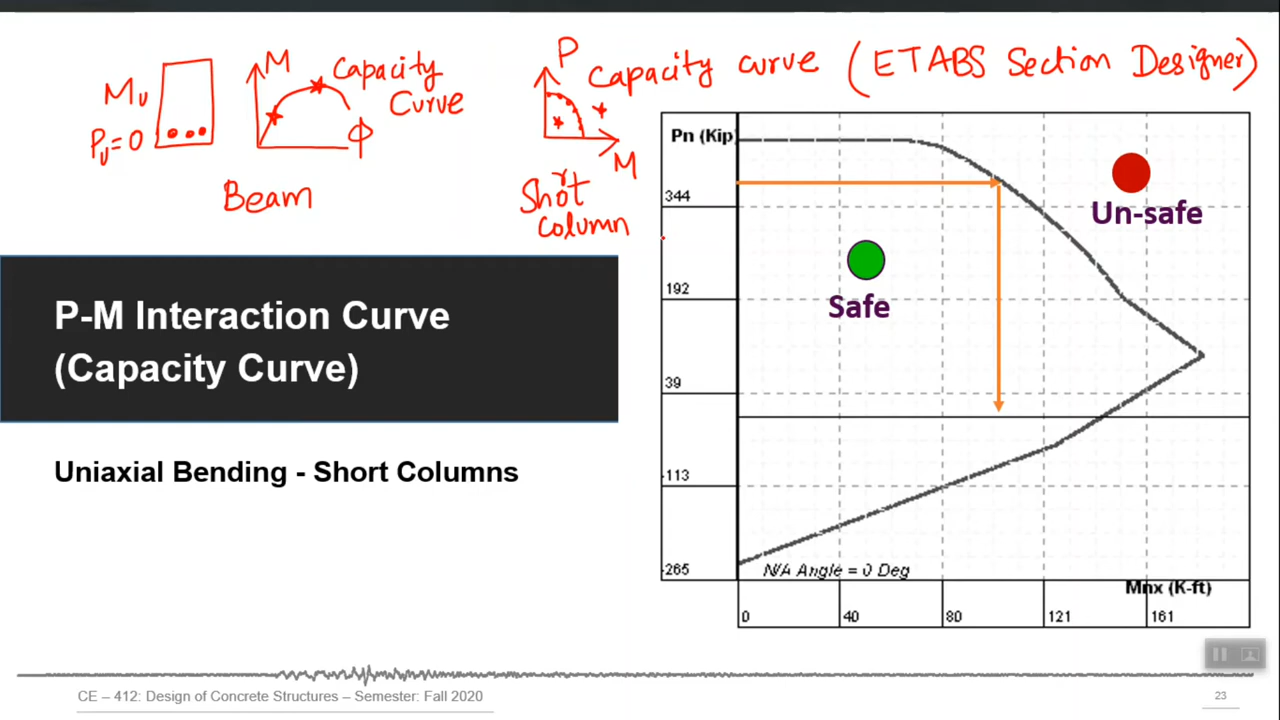 M
Capacity
Curve
Mu
Pu=0
Φ
Beam
P
Capacity curve (ETABS Section Designer)
M
Short
column
P-M Interaction Curve
(Capacity Curve)
Uniaxial Bending - Short Columns
Pn (Kip)
344
192
39
-113
-265
Un-safe
Safe
N/A Angle = 0 Deg
Mnx (K-ft)
0 40 80 121 161
CE – 412: Design of Concrete Structures – Semester: Fall 2020
23